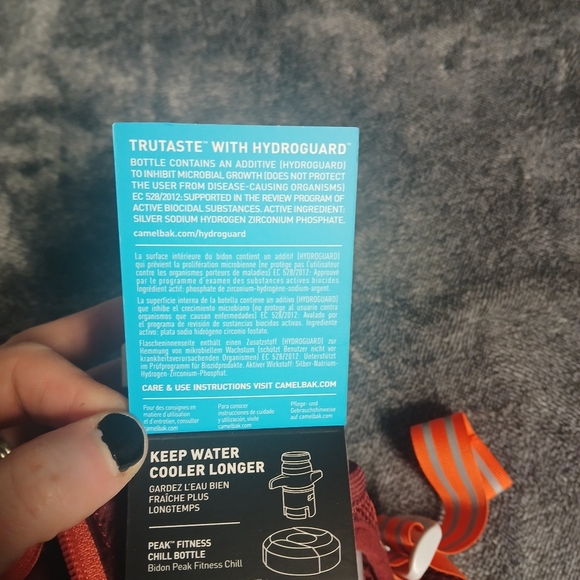 TRUTASTE™ WITH HYDROGUARD™
BOTTLE CONTAINS AN ADDITIVE (HYDROGUARD)
TO INHIBIT MICROBIAL GROWTH (DOES NOT PROTECT
THE USER FROM DISEASE-CAUSING ORGANISMS)
EC 528/2012: SUPPORTED IN THE REVIEW PROGRAM OF
ACTIVE BIOCIDAL SUBSTANCES. ACTIVE INGREDIENT:
SILVER SODIUM HYDROGEN ZIRCONIUM PHOSPHATE.
camelbak.com/hydroguard
La surface intérieure du bidon contient un additif (HYDROGUARD)
qui prévient la prolifération microbienne (ne protège pas l'utilisateur
contre les organismes porteurs de maladies) EC 528/2012· Approuvé
par le programme d'examen des substances actives biocides.
Ingrédient actif: phosphate de zirconium-hydrogène-sodium-argent.
La superficie interna de la botella contiene un aditivo (HYDROGUARD)
que inhibe el crecimiento microbiano (no protege al usuario contra
organismos que causan enfermedades) EC 528/2012· Avalado por
el programa de revisión de sustancias biocidas activas. Ingrediente
activo: plata sodio hidrógeno zirconio fosfato.
Flascheninnenseite enthält einen Zusatzstoff (HYDROGUARD) zur
Hemmung von mikrobiellem Wachstum (schützt Benutzer nicht vor
krankheitsverursachenden Organismen) EC 528/2012· Unterstützt
im Prüfprogramm für Biozidprodukte. Aktiver Wirkstoff: Silber-Natrium-
Hydrogen-Zirconium-Phosphat.
CARE & USE INSTRUCTIONS VISIT CAMELBAK.COM
Pour des consignes en
matière d'utilisation
et d'entretien, consulter
camelbak.com
Para conocer
instrucciones de cuidado
y utilización, visite
camelbak.com
Pflege- und
Gebrauchshinweise
auf camelbak.com
KEEP WATER
COOLER LONGER
GARDEZ L'EAU BIEN
FRAÎCHE PLUS
LONGTEMPS
PEAK™ FITNESS
CHILL BOTTLE
Bidon Peak Fitness Chill